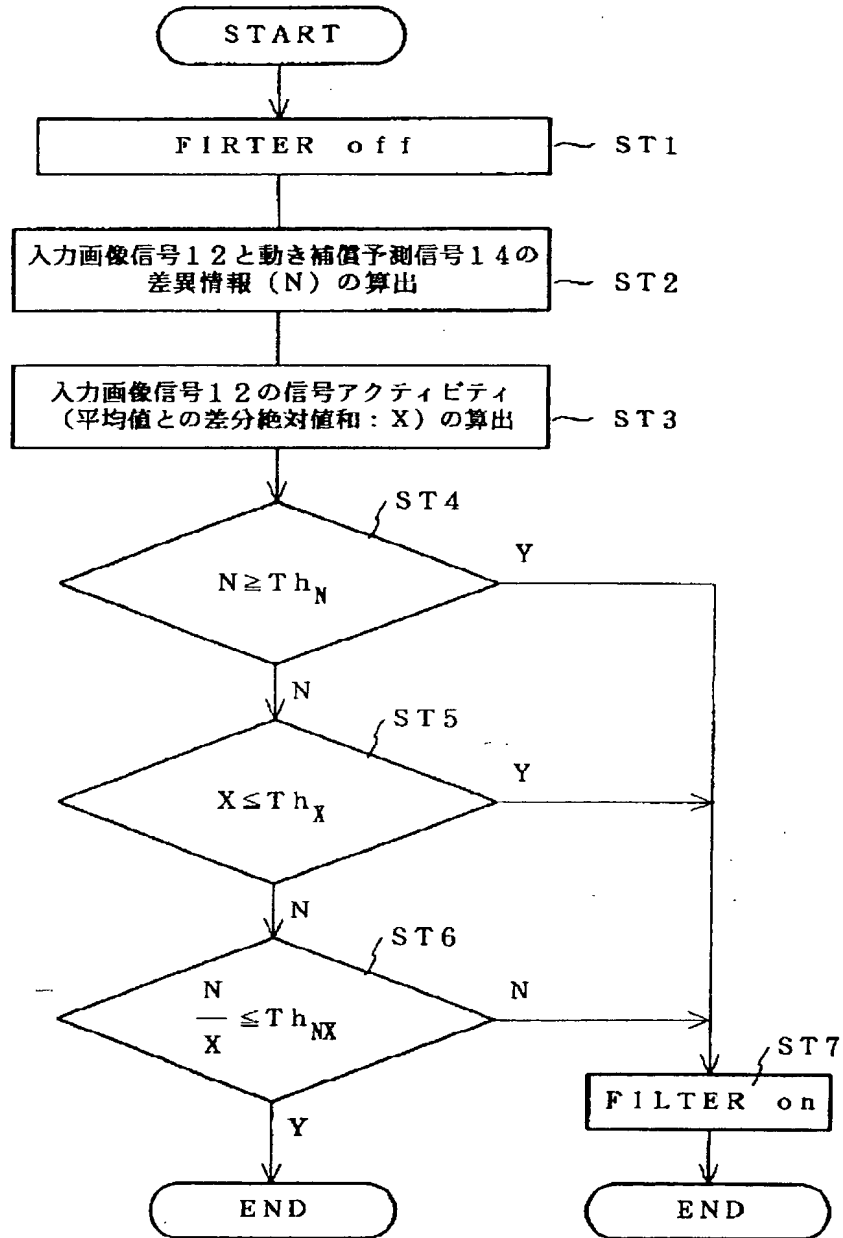 START
FIRTER off
ST1
入力画像信号12と動き補償予測信号14の
差異情報(N)の算出
ST2
入力画像信号12の信号アクティビティ
(平均値との差分絶対値和:X)の算出
ST3
ST4
N≧Th_N
Y
N
ST5
X≦Th_X
Y
N
ST6
N/X≦Th_NX
N
Y
ST7
FILTER on
END
END